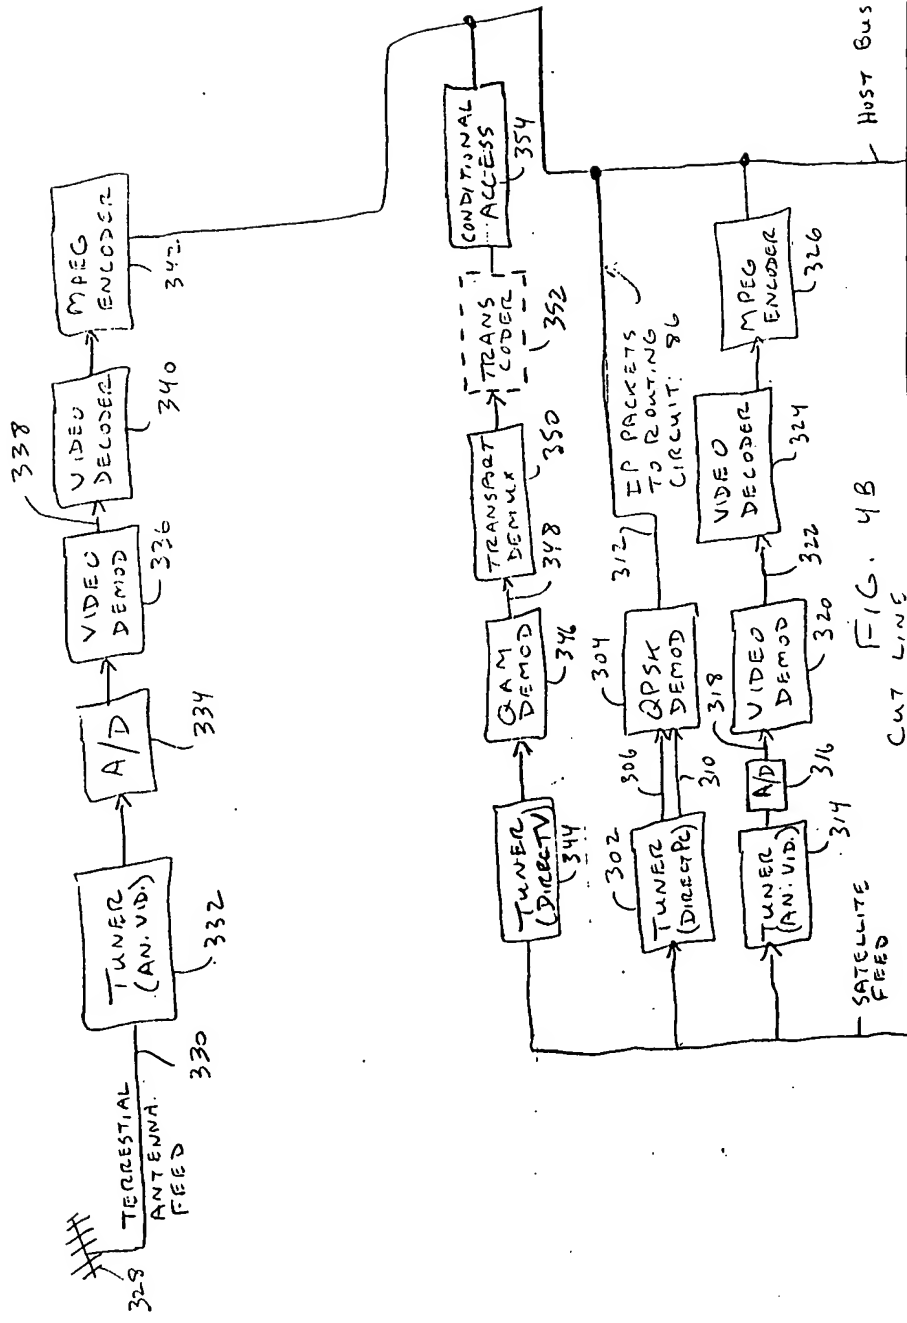 328
TERRESTIAL
ANTENNA
FEED
330
TUNER
(AN. VID.)
332
A/D
334
VIDEO
DEMOD
336
338
VIDEO
DECODER
340
MPEG
ENCODER
342
TUNER
(DIRECTV)
344
QAM
DEMOD
346
348
TRANSPORT
DEMUX
350
TRANS
CODER
352
CONDITIONAL
ACCESS
354
302
TUNER
(DIRECTPC)
306
310
304
QPSK
DEMOD
312
IP PACKETS
TO ROUTING
CIRCUIT. 86
TUNER
(AN. VID.)
314
A/D
316
318
VIDEO
DEMOD
320
322
VIDEO
DECODER
324
MPEG
ENCODER
326
SATELLITE
FEED
HOST BUS
FIG. 4B
CUT LINE